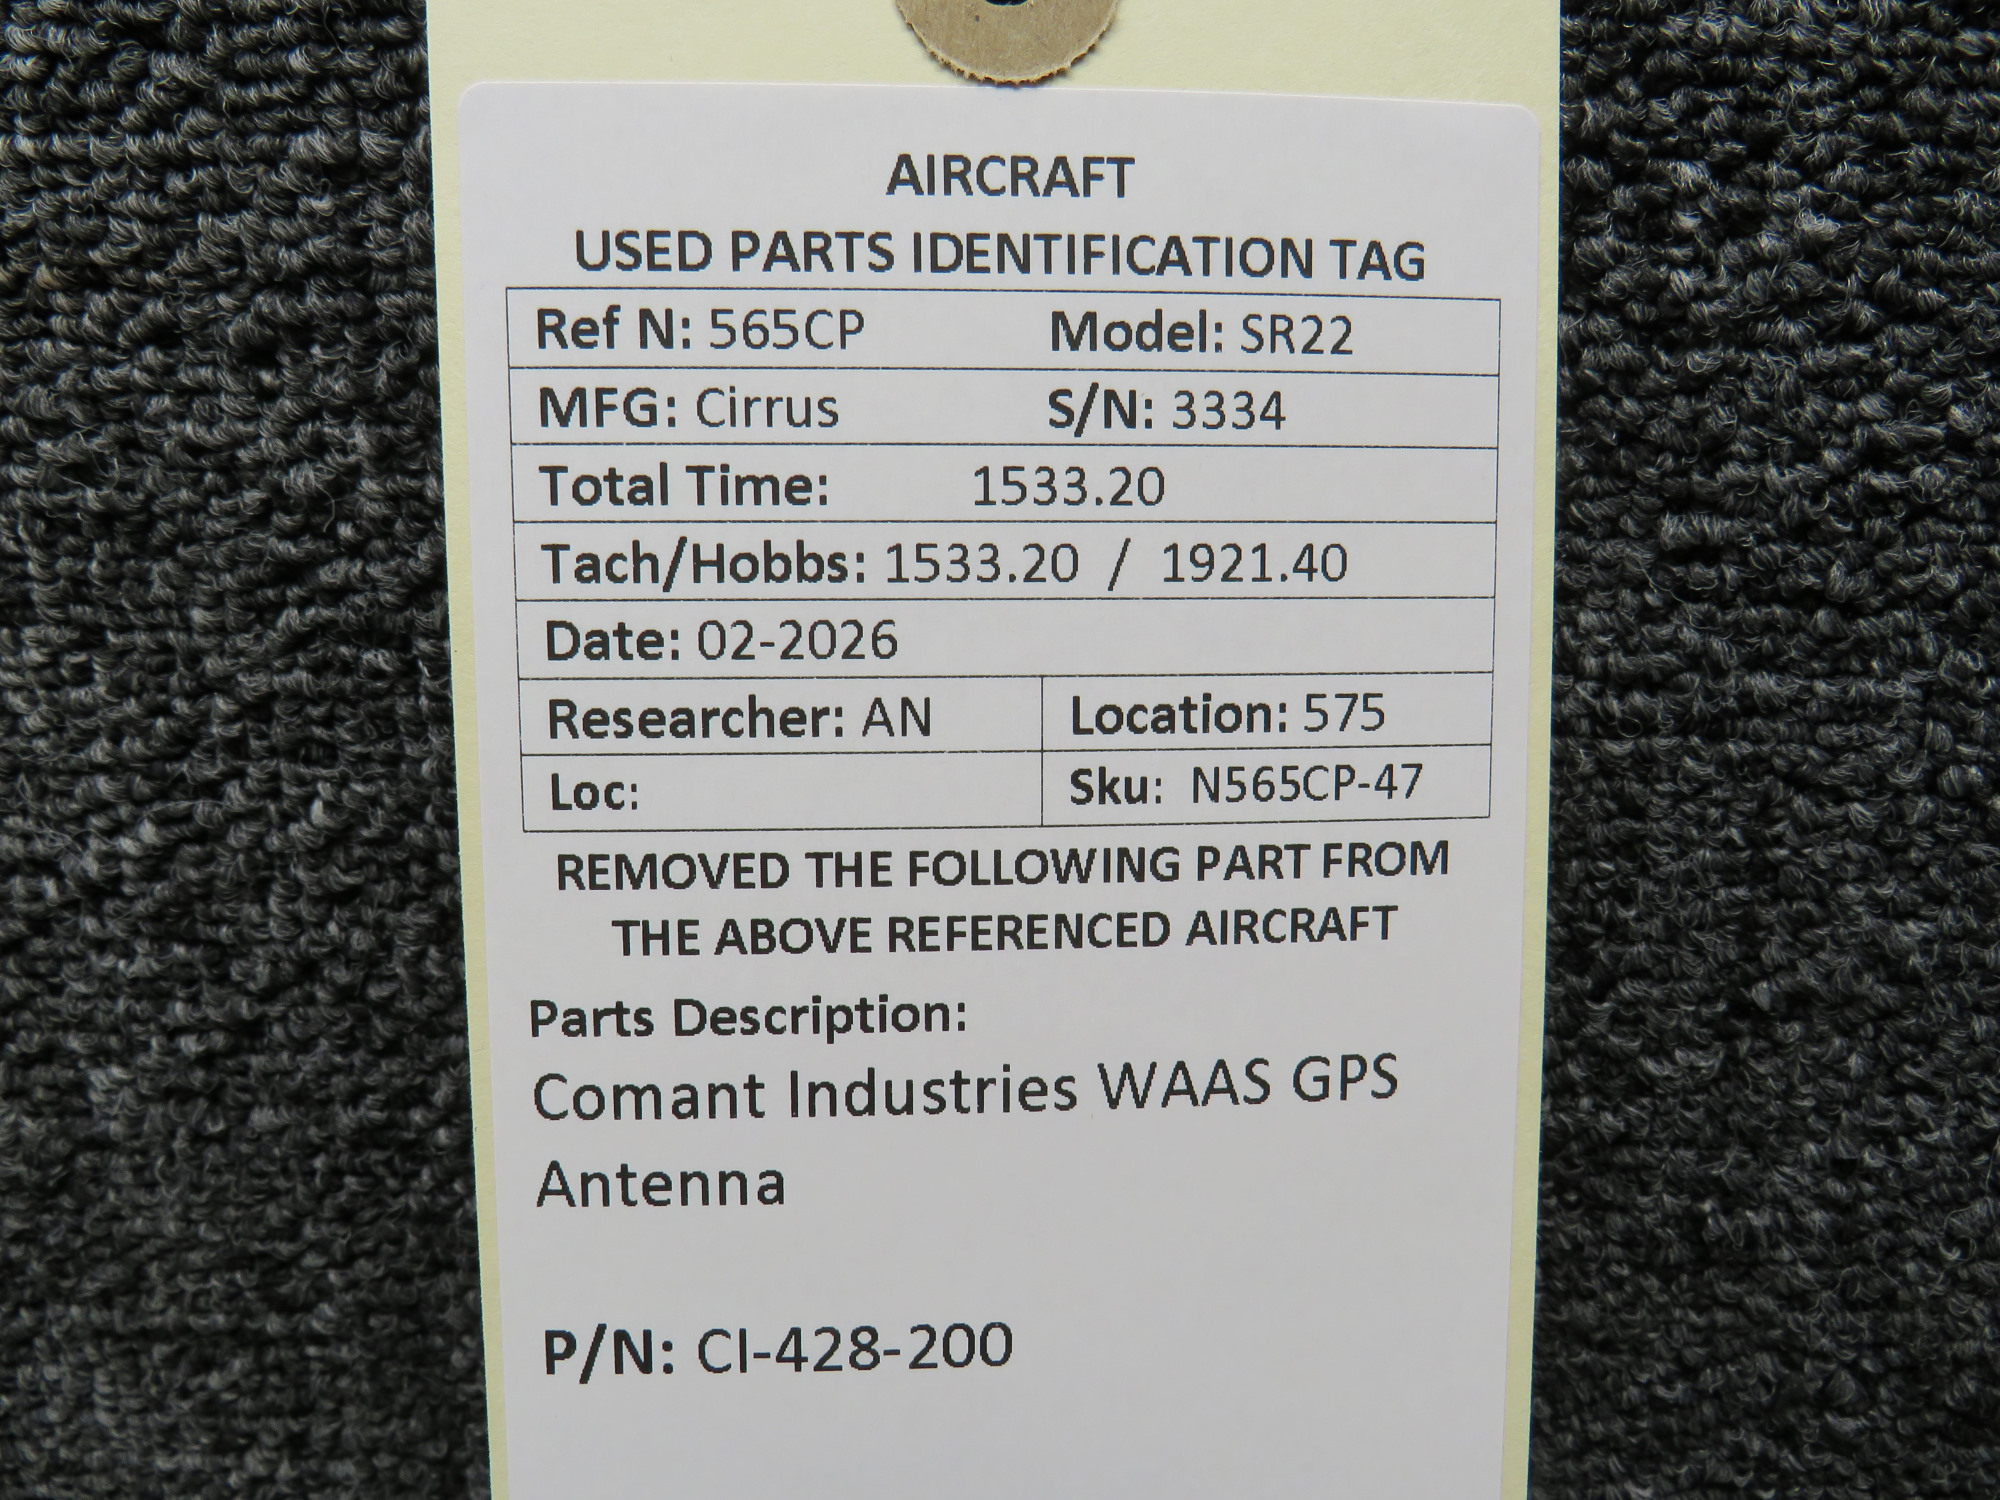 AIRCRAFT
USED PARTS IDENTIFICATION TAG
Ref N: 565CP Model: SR22
MFG: Cirrus S/N: 3334
Total Time: 1533.20
Tach/Hobbs: 1533.20 / 1921.40
Date: 02-2026
Researcher: AN Location: 575
Loc: Sku: N565CP-47
REMOVED THE FOLLOWING PART FROM
THE ABOVE REFERENCED AIRCRAFT
Parts Description:
Comant Industries WAAS GPS
Antenna
P/N: CI-428-200